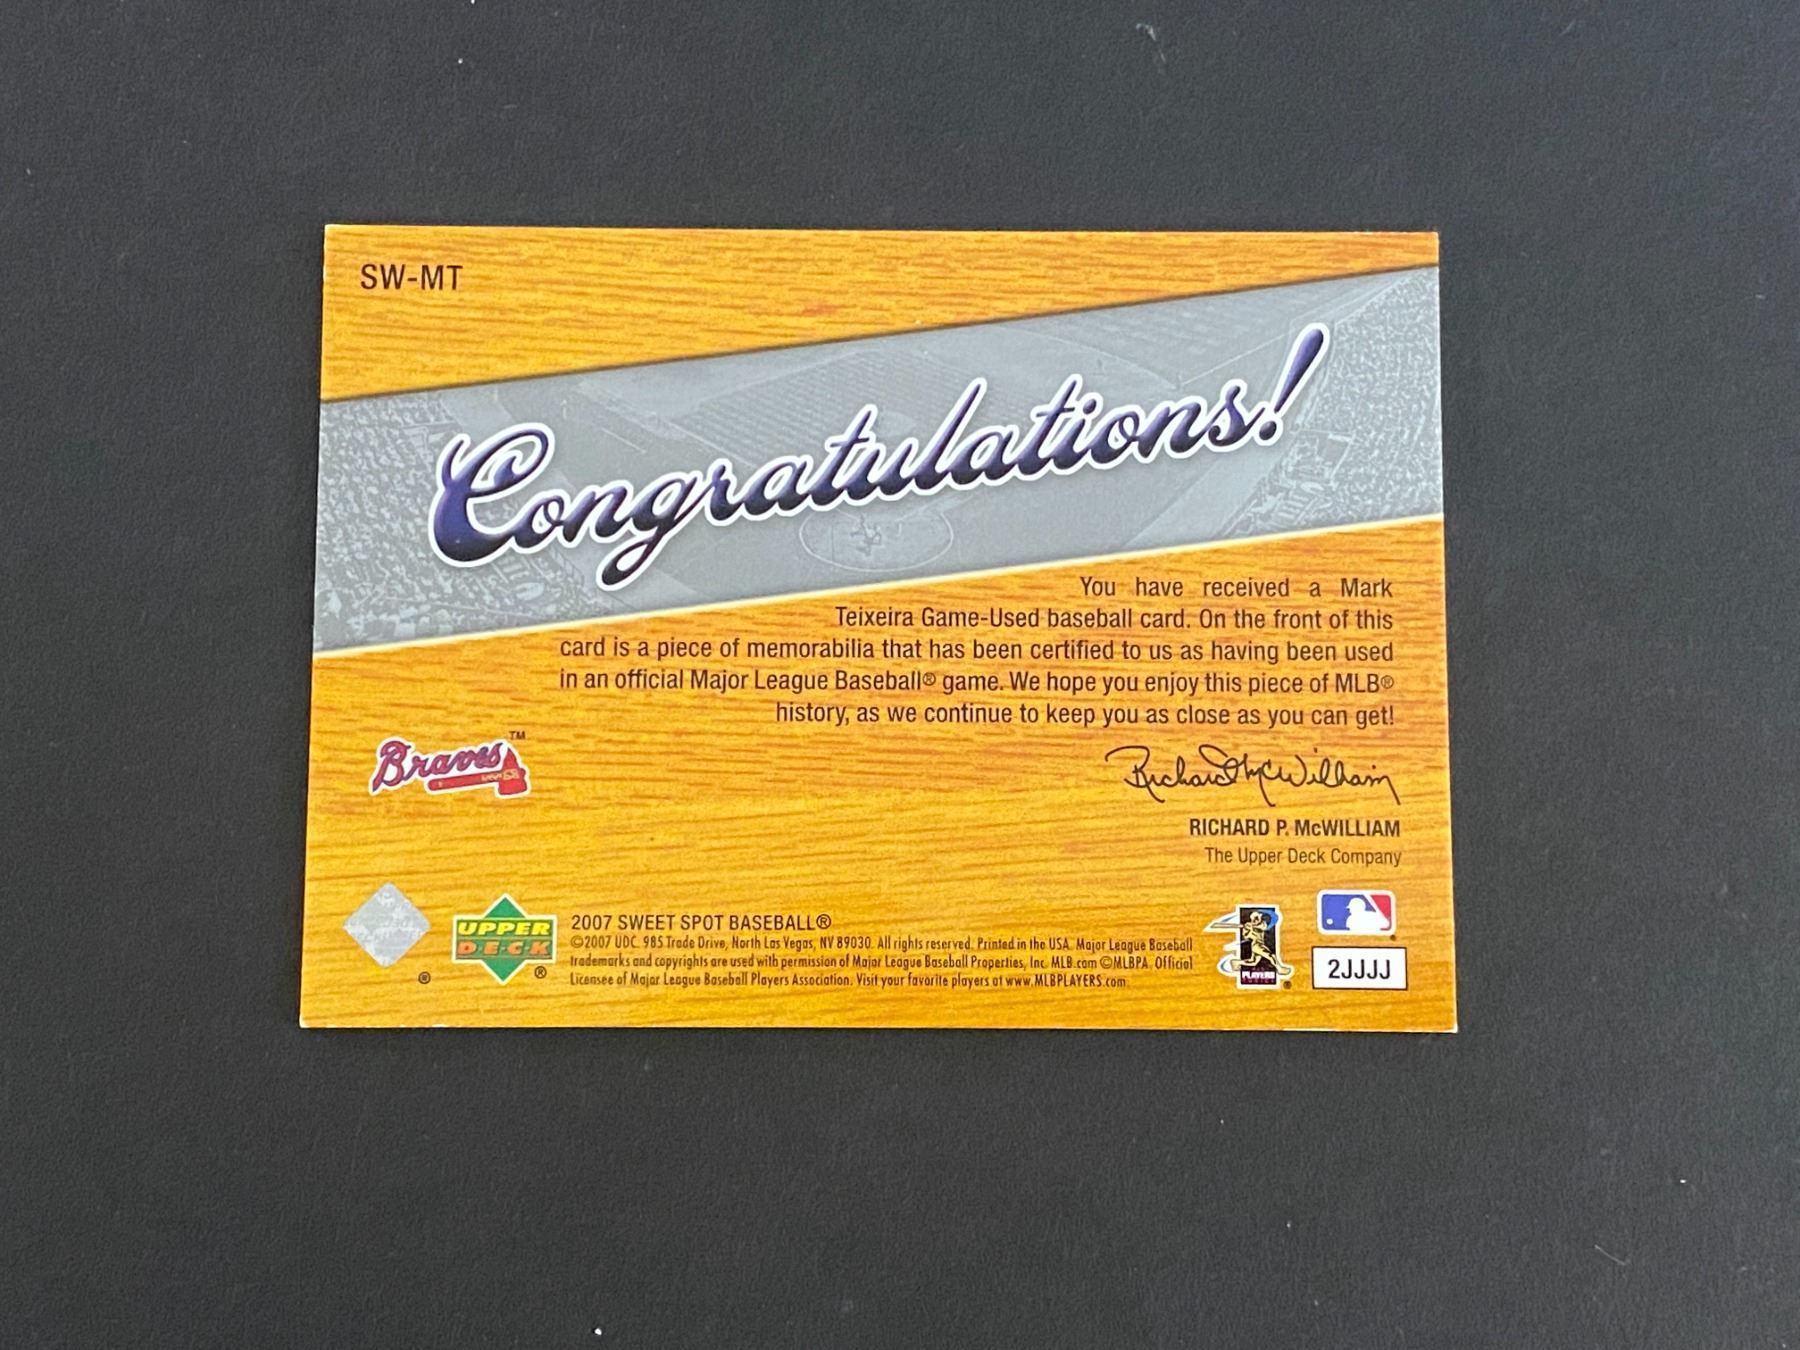 SW-MT
Congratulations!
You have received a Mark
Teixeira Game-Used baseball card. On the front of this
card is a piece of memorabilia that has been certified to us as having been used
in an official Major League Baseball® game. We hope you enjoy this piece of MLB®
history, as we continue to keep you as close as you can get!
Braves™
Richard McWilliam
RICHARD P. McWILLIAM
The Upper Deck Company
®
UPPER
DECK
®
2007 SWEET SPOT BASEBALL®
©2007 UDC. 985 Trade Drive, North Las Vegas, NV 89030. All rights reserved. Printed in the USA. Major League Baseball
trademarks and copyrights are used with permission of Major League Baseball Properties, Inc. MLB.com ©MLBPA. Official
Licensee of Major League Baseball Players Association. Visit your favorite players at www.MLBPLAYERS.com.
PLAYERS
®
®
2JJJJ